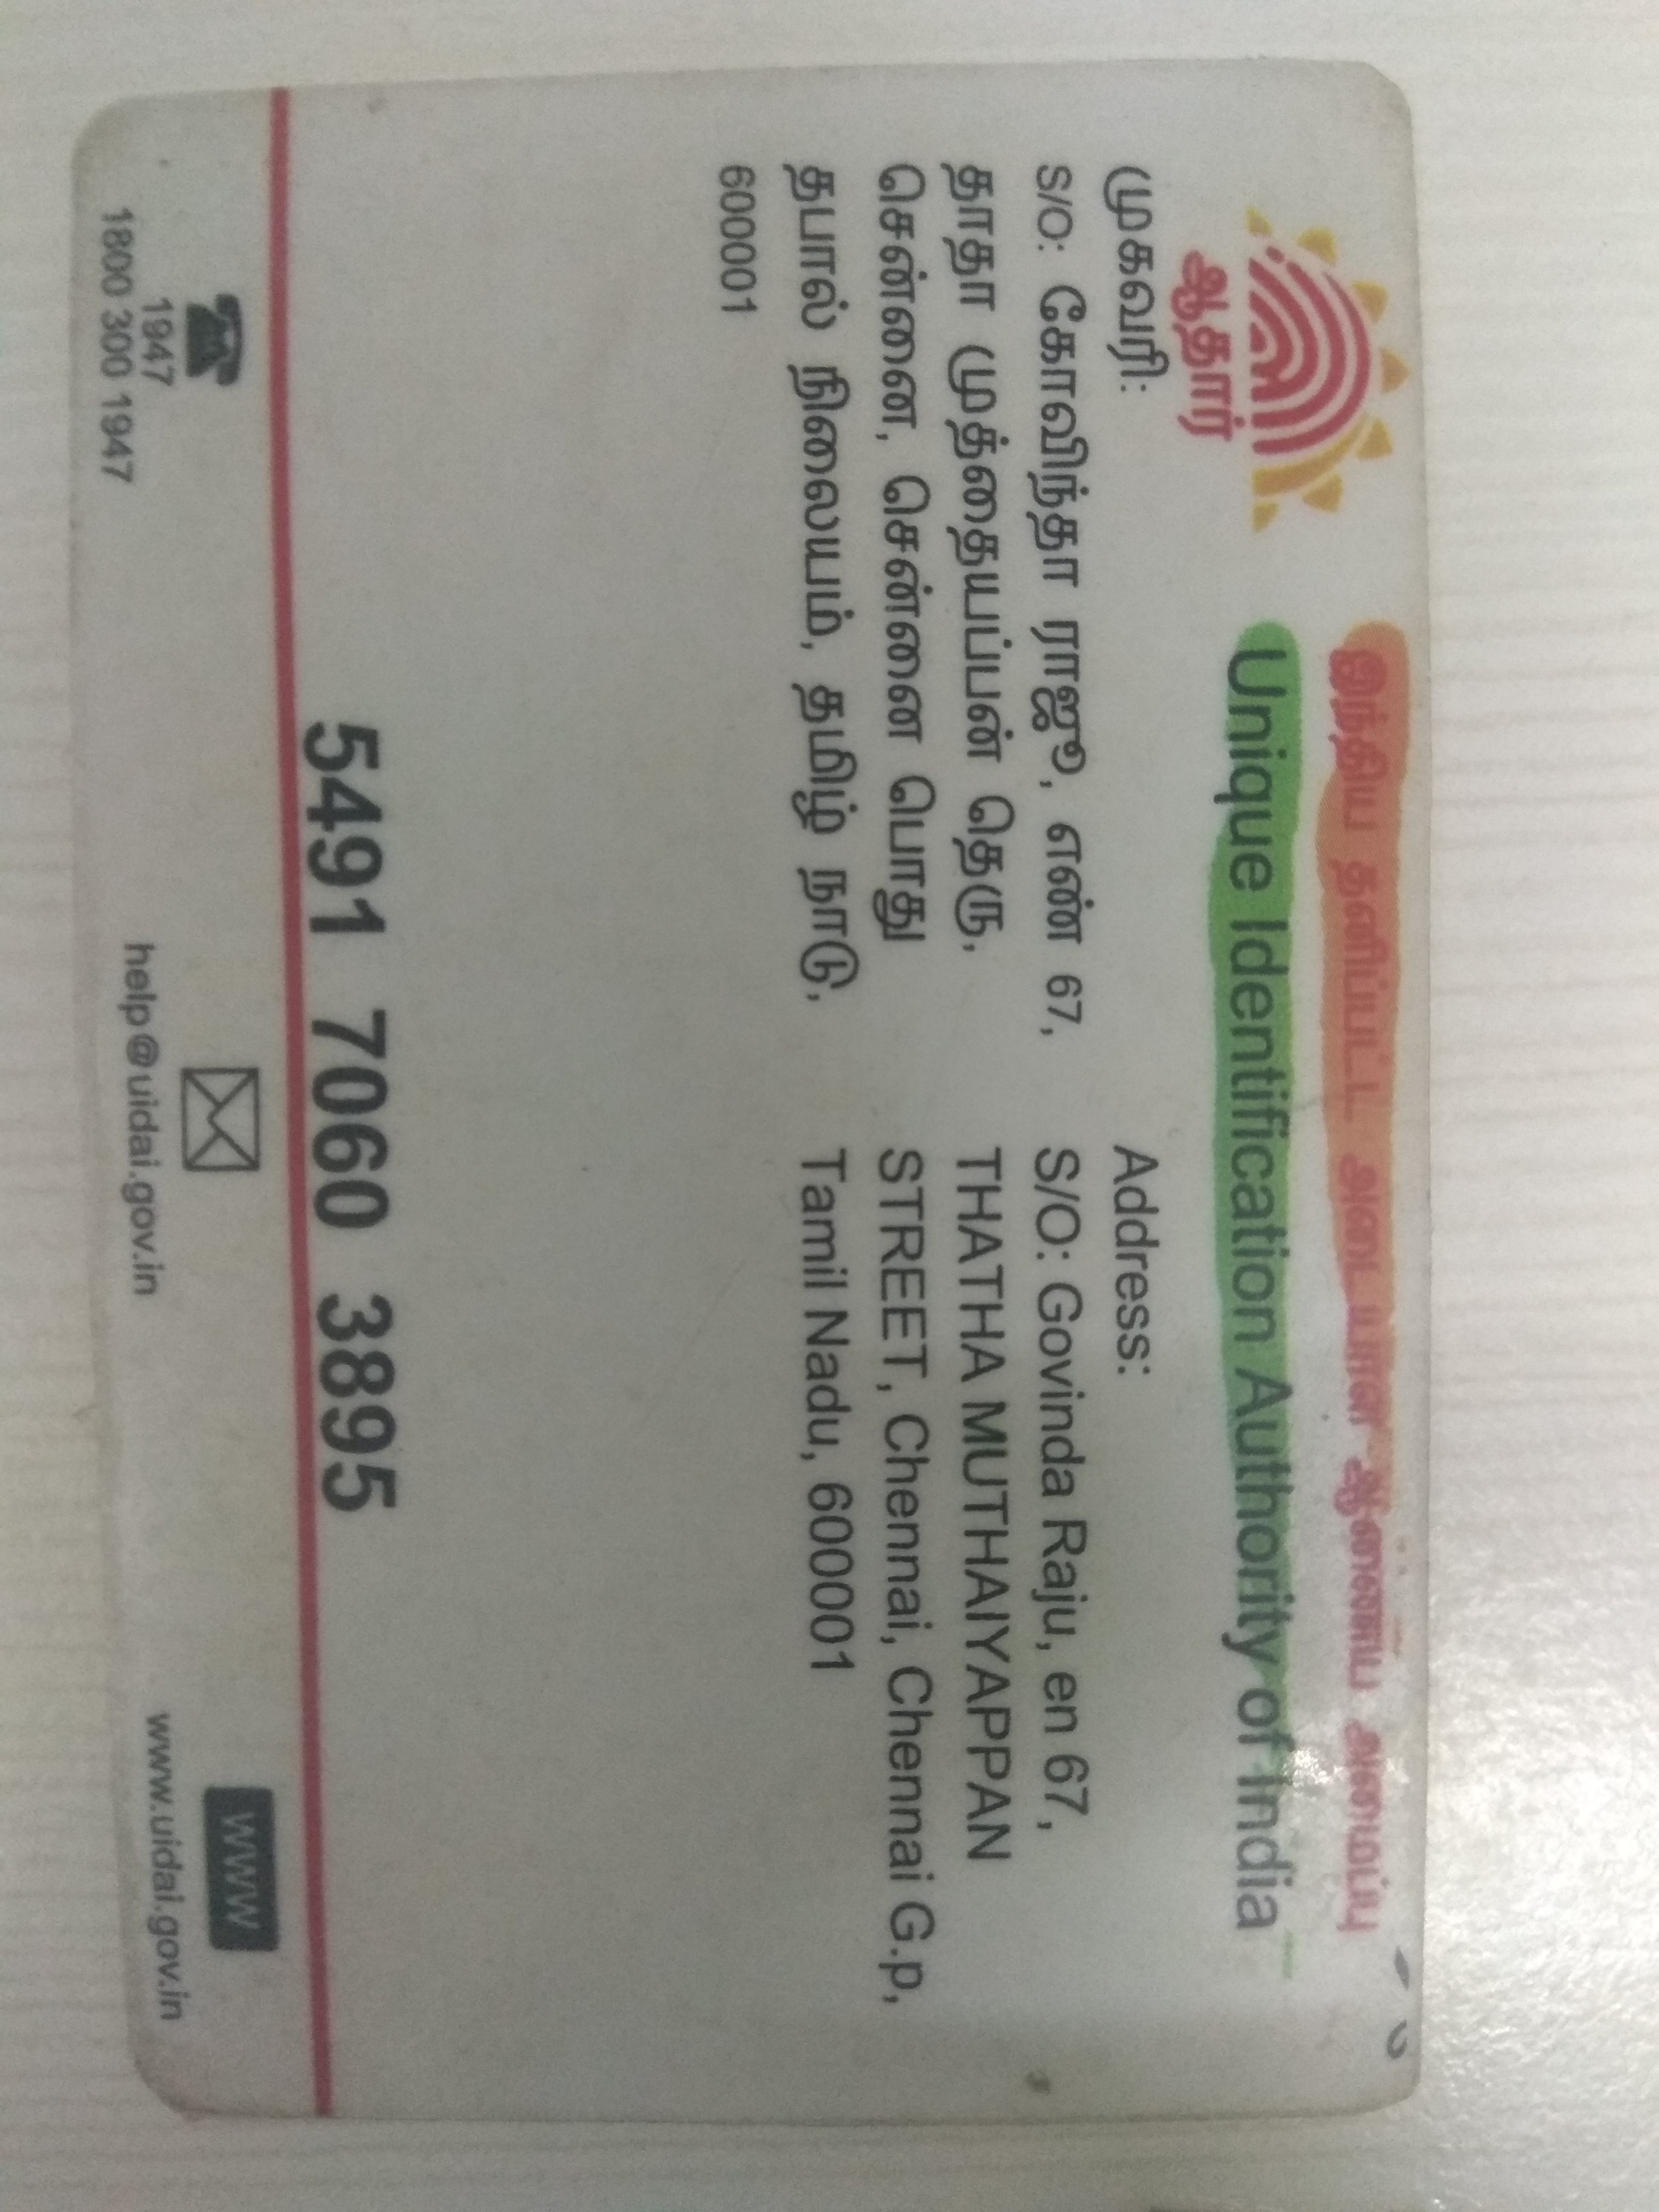 இந்திய தனிப்பட்ட அடையாள ஆணைய அமைப்பு
Unique Identification Authority of India
ஆதார்
முகவரி:
S/O: கோவிந்தா ராஜூ, எண் 67,
தாதா முத்தையப்பன் தெரு,
சென்னை, சென்னை பொது
தபால் நிலையம், தமிழ் நாடு,
600001
Address:
S/O: Govinda Raju, en 67,
THATHA MUTHAIYAPPAN
STREET, Chennai, Chennai G.p,
Tamil Nadu, 600001
5491 7060 3895
1947
1800 300 1947
help@uidai.gov.in
WWW
www.uidai.gov.in